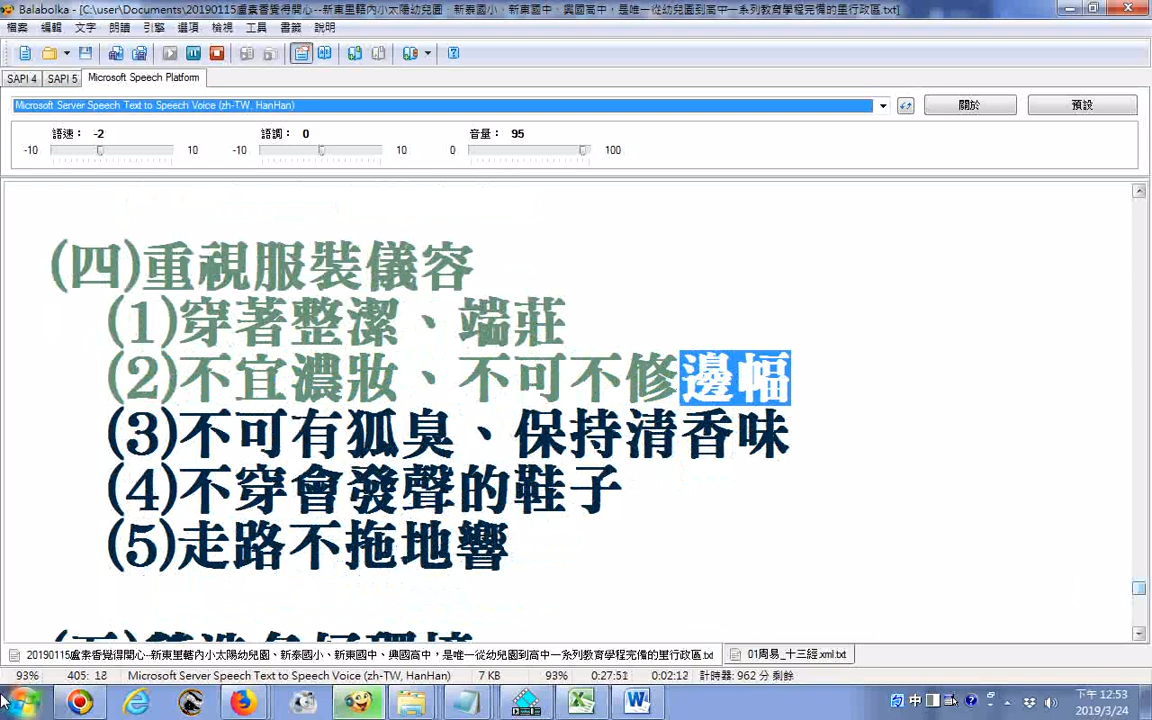 Balabolka - [C:\user\Documents\20190115盧素香覺得開心--新東里轄內小太陽幼兒園、新泰國小、新東國中、興國高中，是唯一從幼兒園到高中一系列教育學程完備的里行政區.txt]
檔案 編輯 文字 朗讀 引擎 選項 檢視 工具 書籤 說明
SAPI 4 SAPI 5 Microsoft Speech Platform
Microsoft Server Speech Text to Speech Voice (zh-TW, HanHan) 關於 預設
語速： -2 語調： 0 音量： 95
-10 10 -10 10 0 100
(四)重視服裝儀容
(1)穿著整潔、端莊
(2)不宜濃妝、不可不修邊幅
(3)不可有狐臭、保持清香味
(4)不穿會發聲的鞋子
(5)走路不拖地響
20190115盧素香覺得開心--新東里轄內小太陽幼兒園、新泰國小、新東國中、興國高中，是唯一從幼兒園到高中一系列教育學程完備的里行政區.txt 01周易_十三經.xml.txt
93% 405: 18 Microsoft Server Speech Text to Speech Voice (zh-TW, HanHan) 7 KB 93% 0:27:51 0:02:12 計時器: 962 分 剩餘
中 下午 12:53
2019/3/24